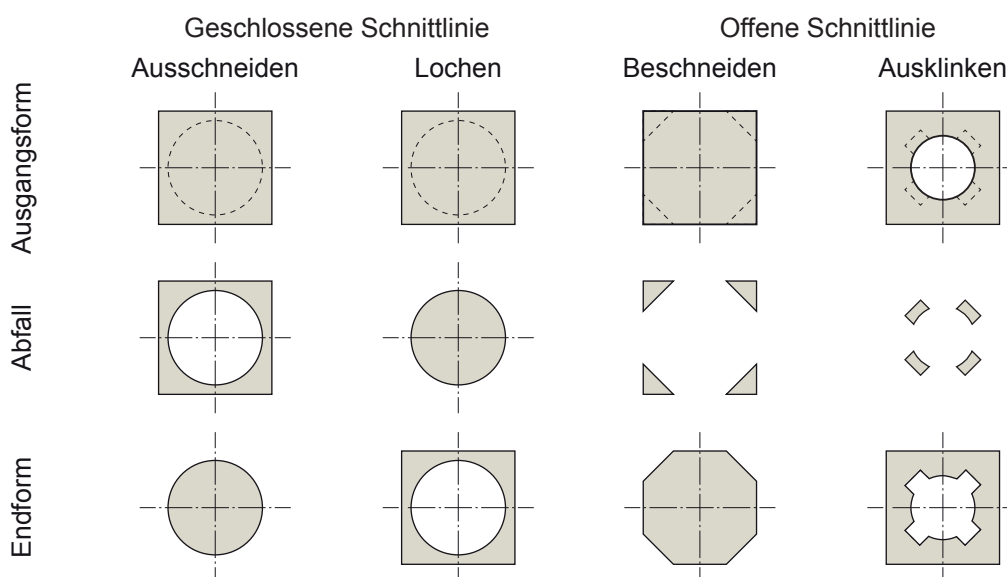 Geschlossene Schnittlinie Offene Schnittlinie
Ausschneiden Lochen Beschneiden Ausklinken
Ausgangsform
Abfall
Endform